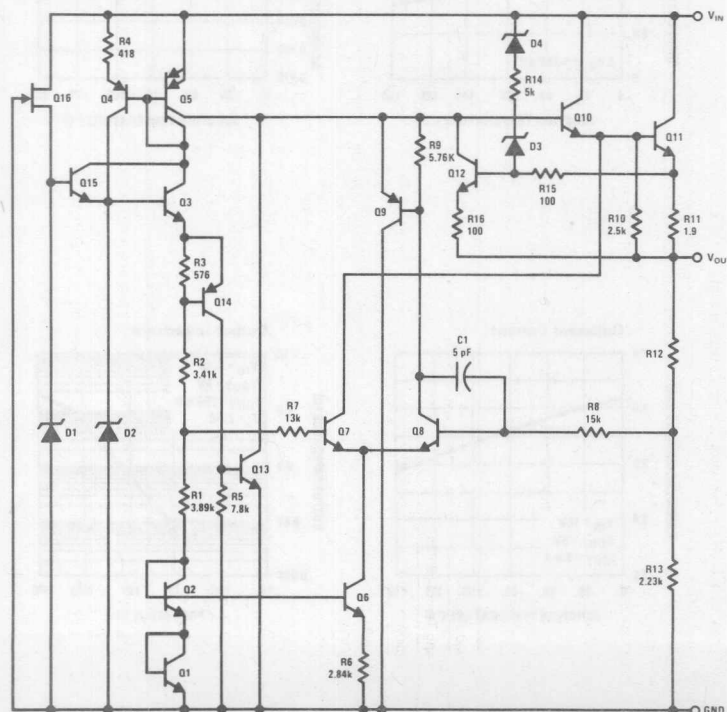 VIN
R4
418
D4
R14
5k
Q16
Q4
Q5
Q10
Q11
R9
5.76K
D3
Q15
Q12
R15
100
Q3
Q9
R16
100
R10
2.5k
R11
1.9
VOU
R3
576
Q14
C1
5 pF
R12
R2
3.41k
R7
13k
Q7
Q8
R8
15k
D1
D2
Q13
R1
3.89k
R5
7.8k
R13
2.23k
Q2
Q6
R6
2.84k
Q1
GND